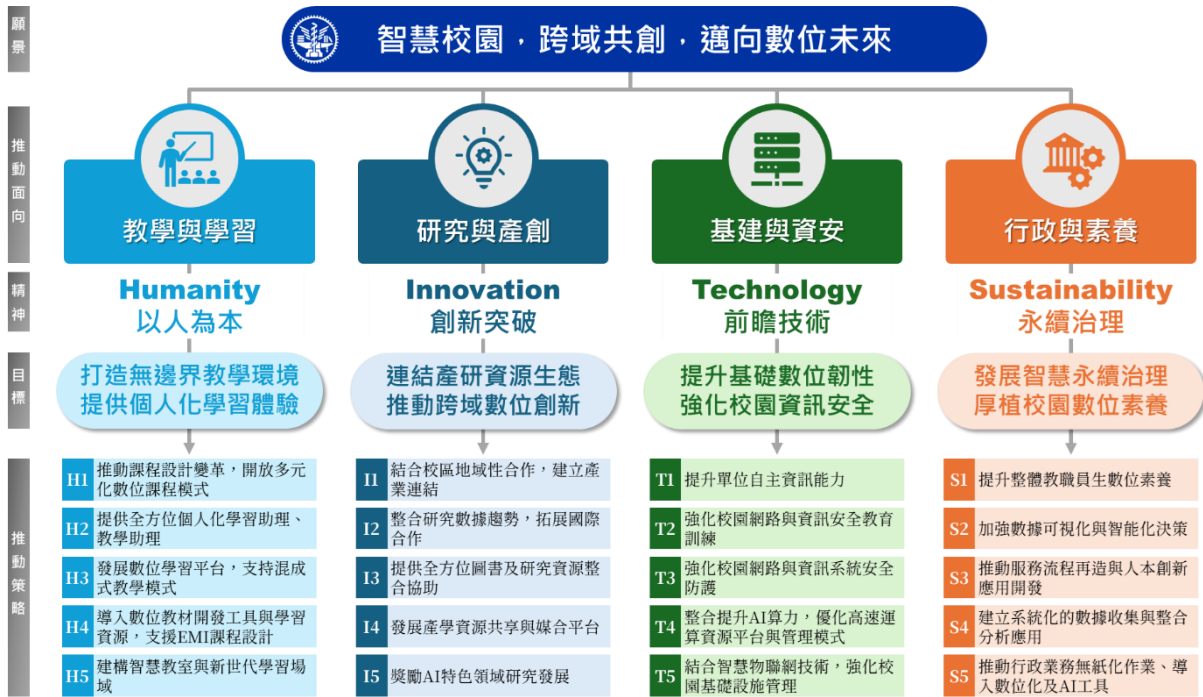 願景
智慧校園．跨域共創．邁向數位未來
推動面向
教學與學習
研究與產創
基建與資安
行政與素養
精神
Humanity
以人為本
Innovation
創新突破
Technology
前瞻技術
Sustainability
永續治理
目標
打造無邊界教學環境
提供個人化學習體驗
連結產研資源生態
推動跨域數位創新
提升基礎數位韌性
強化校園資訊安全
發展智慧永續治理
厚植校園數位素養
推動策略
H1 推動課程設計變革，開放多元
化數位課程模式
H2 提供全方位個人化學習助理、
教學助理
H3 發展數位學習平台，支持混成
式教學模式
H4 導入數位教材開發工具與學習
資源，支援EMI課程設計
H5 建構智慧教室與新世代學習場
域
I1 結合校區地域性合作，建立產
業連結
I2 整合研究數據趨勢，拓展國際
合作
I3 提供全方位圖書及研究資源整
合協助
I4 發展產學資源共享與媒合平台
I5 獎勵AI特色領域研究發展
T1 提升單位自主資訊能力
T2 強化校園網路與資訊安全教育
訓練
T3 強化校園網路與資訊系統安全
防護
T4 整合提升AI算力，優化高速運
算資源平台與管理模式
T5 結合智慧物聯網技術，強化校
園基礎設施管理
S1 提升整體教職員生數位素養
S2 加強數據可視化與智能化決策
S3 推動服務流程再造與人本創新
應用開發
S4 建立系統化的數據收集與整合
分析應用
S5 推動行政業務無紙化作業、導
入數位化及AI工具